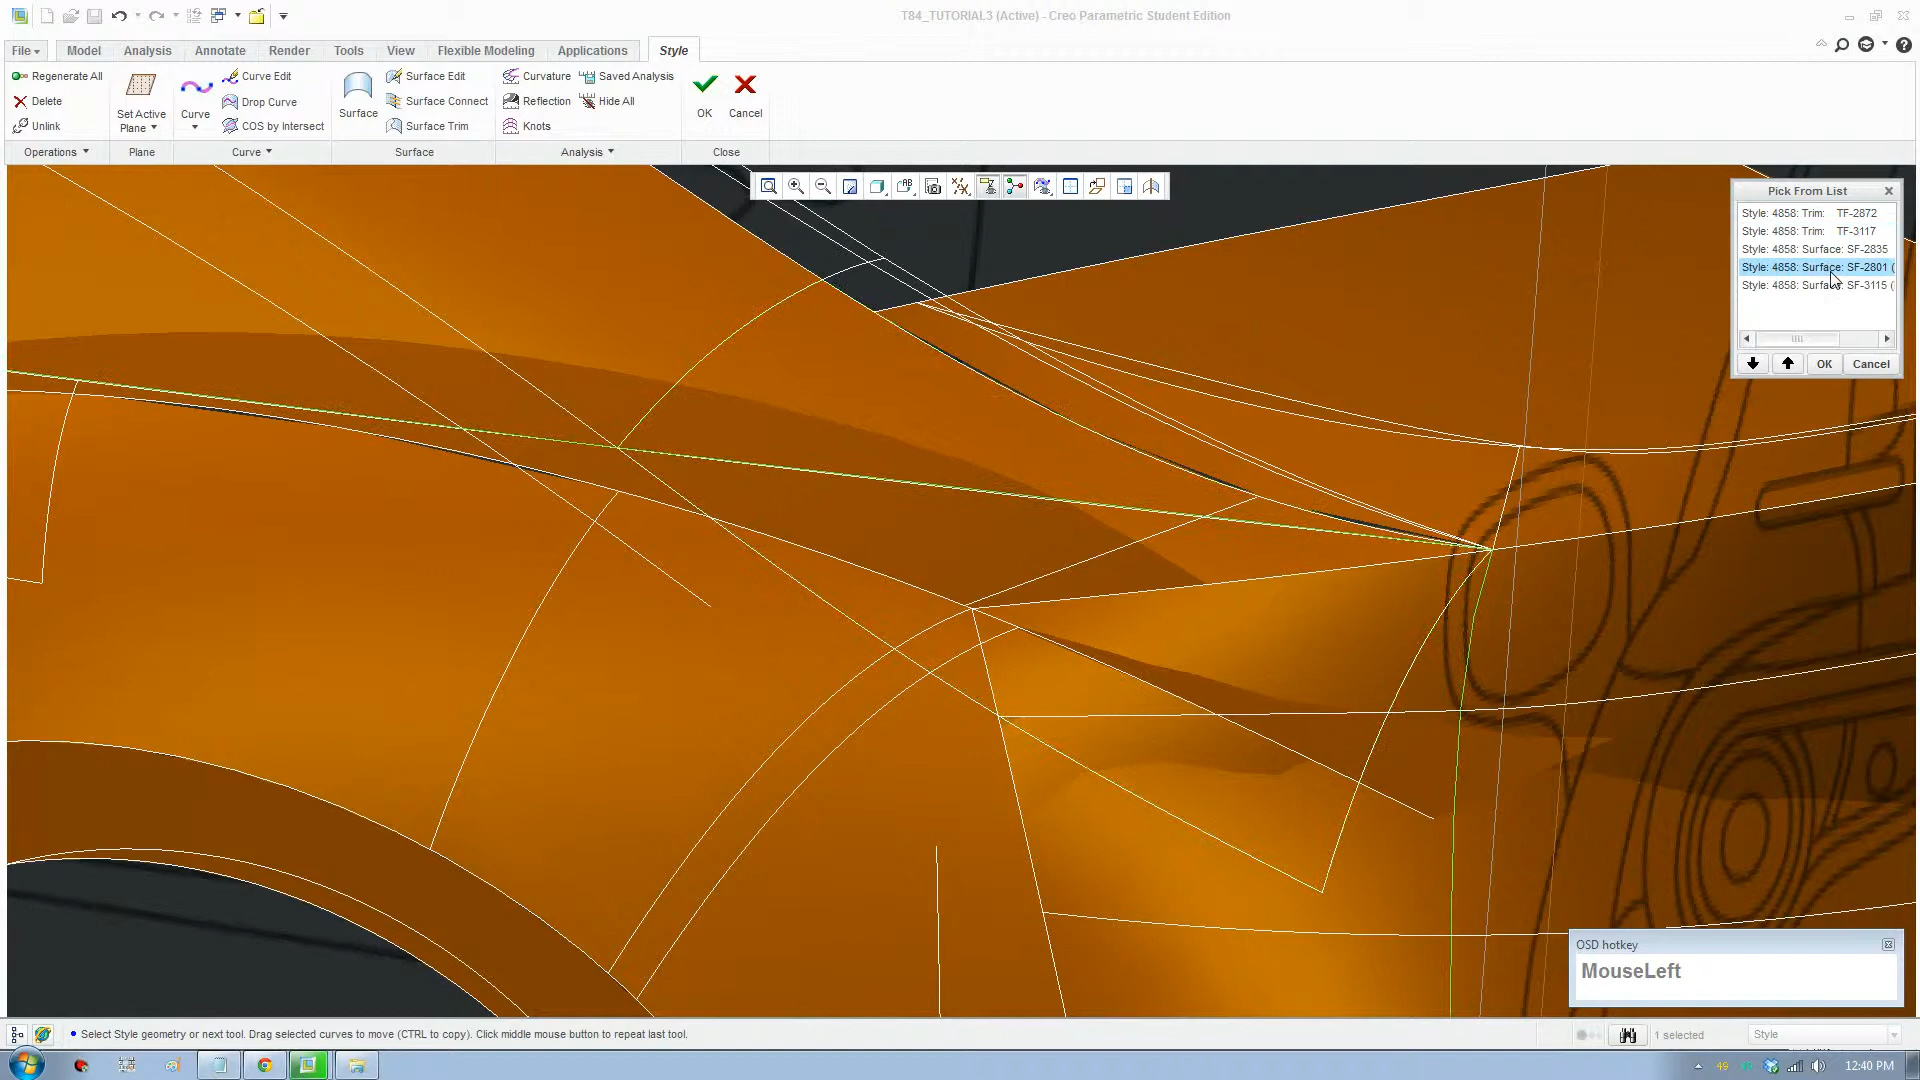 T84_TUTORIAL3 (Active) - Creo Parametric Student Edition
File Model Analysis Annotate Render Tools View Flexible Modeling Applications Style
Regenerate All
Delete
Unlink
Operations
Set Active
Plane
Plane
Curve
Curve Edit
Drop Curve
COS by Intersect
Curve
Surface
Surface Edit
Surface Connect
Surface Trim
Surface
Curvature
Saved Analysis
Reflection
Hide All
Knots
Analysis
OK
Cancel
Close
Pick From List
Style: 4858: Trim: TF-2872
Style: 4858: Trim: TF-3117
Style: 4858: Surface: SF-2835
Style: 4858: Surface: SF-2801 (
Style: 4858: Surface: SF-3115 (
OK Cancel
OSD hotkey
MouseLeft
Select Style geometry or next tool. Drag selected curves to move (CTRL to copy). Click middle mouse button to repeat last tool.
1 selected
Style
49
12:40 PM